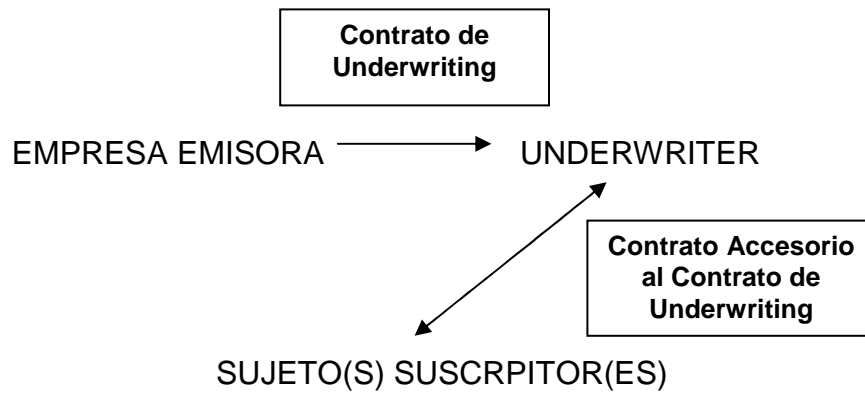 Contrato de
Underwriting
EMPRESA EMISORA UNDERWRITER
Contrato Accesorio
al Contrato de
Underwriting
SUJETO(S) SUSCRPITOR(ES)